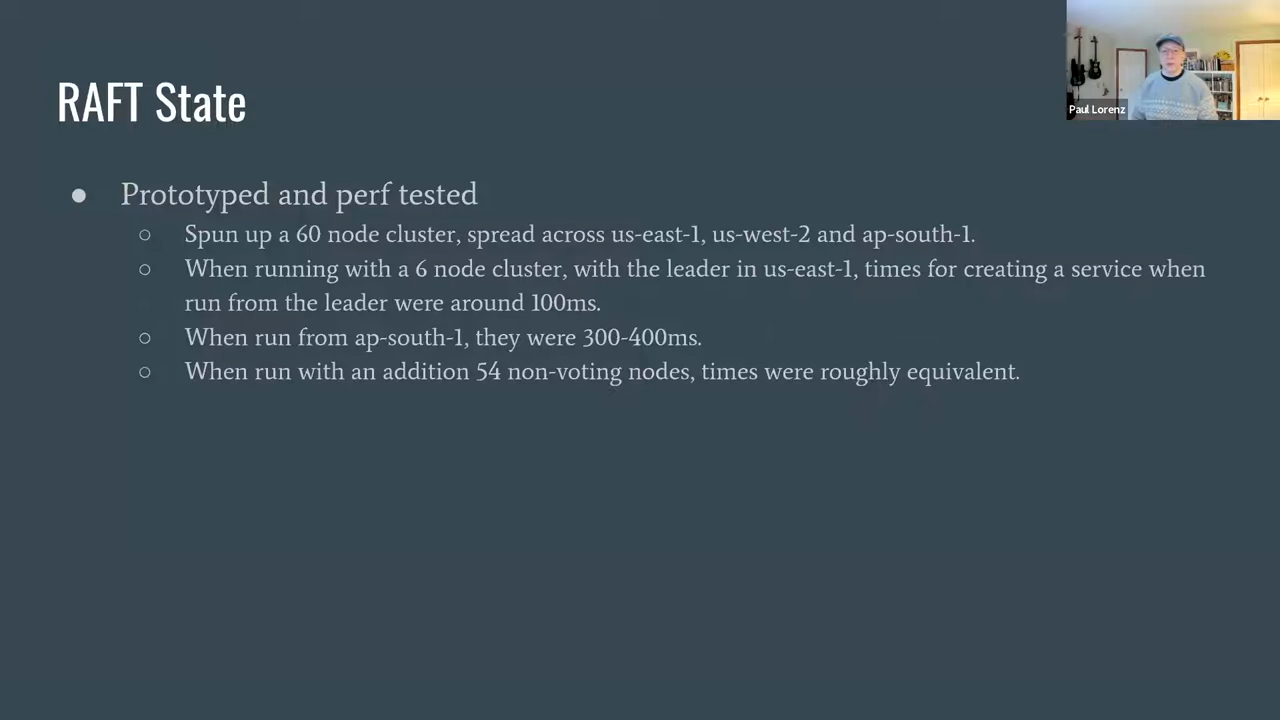 RAFT State
Paul Lorenz
● Prototyped and perf tested
○ Spun up a 60 node cluster, spread across us-east-1, us-west-2 and ap-south-1.
○ When running with a 6 node cluster, with the leader in us-east-1, times for creating a service when
run from the leader were around 100ms.
○ When run from ap-south-1, they were 300-400ms.
○ When run with an addition 54 non-voting nodes, times were roughly equivalent.